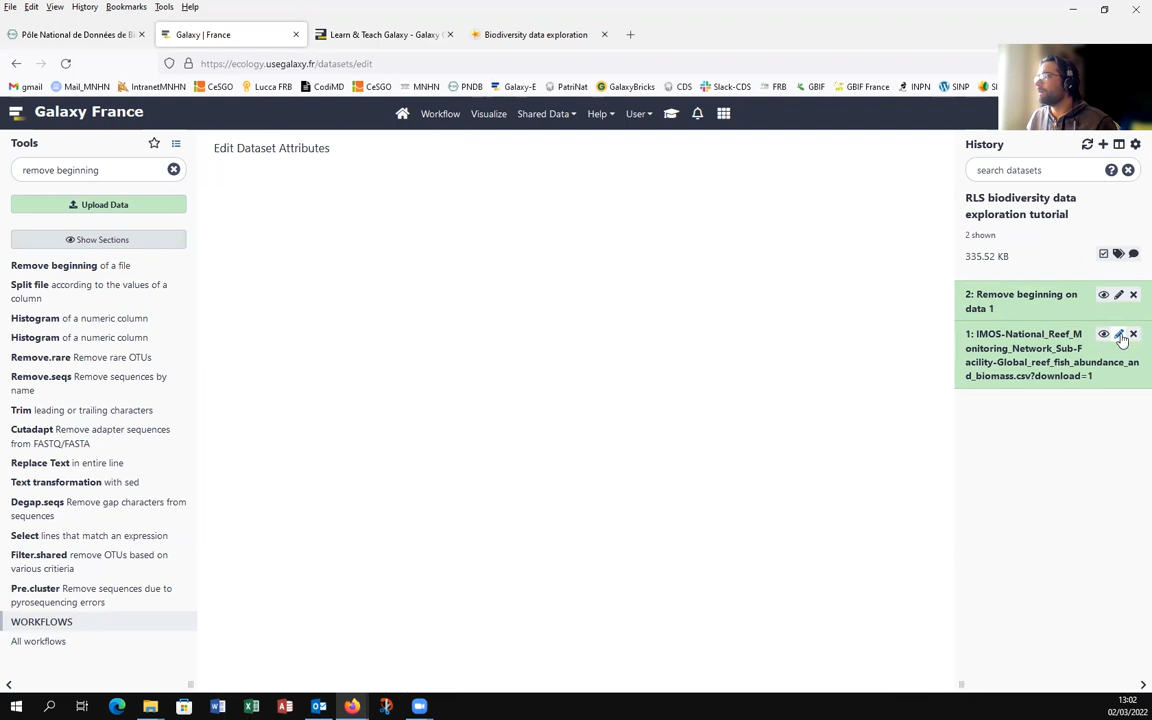 File Edit View History Bookmarks Tools Help
Pôle National de Données de Bi
Galaxy | France
Learn & Teach Galaxy - Galaxy C
Biodiversity data exploration
https://ecology.usegalaxy.fr/datasets/edit
gmail Mail_MNHN IntranetMNHN CeSGO Lucca FRB CodiMD CeSGO MNHN PNDB Galaxy-E PatriNat GalaxyBricks CDS Slack-CDS FRB GBIF GBIF France INPN SINP Si
Galaxy France
Workflow Visualize Shared Data Help User
Tools
remove beginning
Upload Data
Show Sections
Remove beginning of a file
Split file according to the values of a
column
Histogram of a numeric column
Histogram of a numeric column
Remove.rare Remove rare OTUs
Remove.seqs Remove sequences by
name
Trim leading or trailing characters
Cutadapt Remove adapter sequences
from FASTQ/FASTA
Replace Text in entire line
Text transformation with sed
Degap.seqs Remove gap characters from
sequences
Select lines that match an expression
Filter.shared remove OTUs based on
various critieria
Pre.cluster Remove sequences due to
pyrosequencing errors
WORKFLOWS
All workflows
Edit Dataset Attributes
History
search datasets
RLS biodiversity data
exploration tutorial
2 shown
335.52 KB
2: Remove beginning on
data 1
1: IMOS-National_Reef_M
onitoring_Network_Sub-F
acility-Global_reef_fish_abundance_an
d_biomass.csv?download=1
13:02
02/03/2022